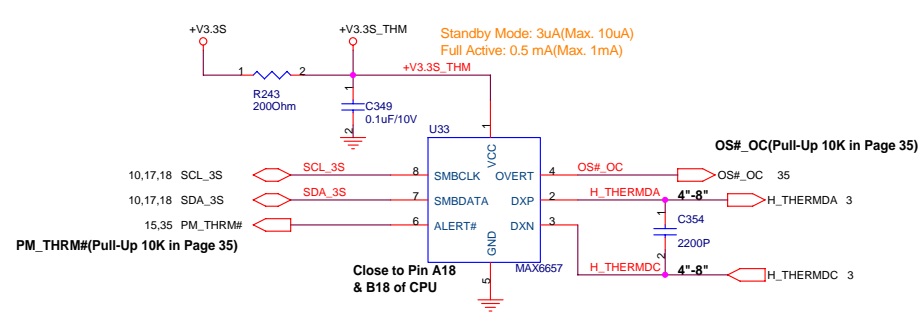 +V3.3S
+V3.3S_THM
Standby Mode: 3uA(Max. 10uA)
Full Active: 0.5 mA(Max. 1mA)
1
2
+V3.3S_THM
R243
200Ohm
1
C349
0.1uF/10V
2
U33
1
VCC
OS#_OC(Pull-Up 10K in Page 35)
10,17,18 SCL_3S
SCL_3S
8
SMBCLK
OVERT
4
OS#_OC
OS#_OC 35
10,17,18 SDA_3S
SDA_3S
7
SMBDATA
DXP
2
H_THERMDA
4"-8"
H_THERMDA 3
1
C354
2200P
2
15,35 PM_THRM#
6
ALERT#
DXN
3
PM_THRM#(Pull-Up 10K in Page 35)
GND
5
MAX6657
Close to Pin A18
& B18 of CPU
H_THERMDC
4"-8"
H_THERMDC 3